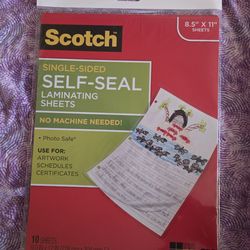 8.5" X 11"
SHEETS
Scotch
SINGLE-SIDED
SELF-SEAL
LAMINATING
SHEETS
NO MACHINE NEEDED!
• Photo Safe*
USE FOR:
ARTWORK
SCHEDULES
CERTIFICATES
10 SHEETS